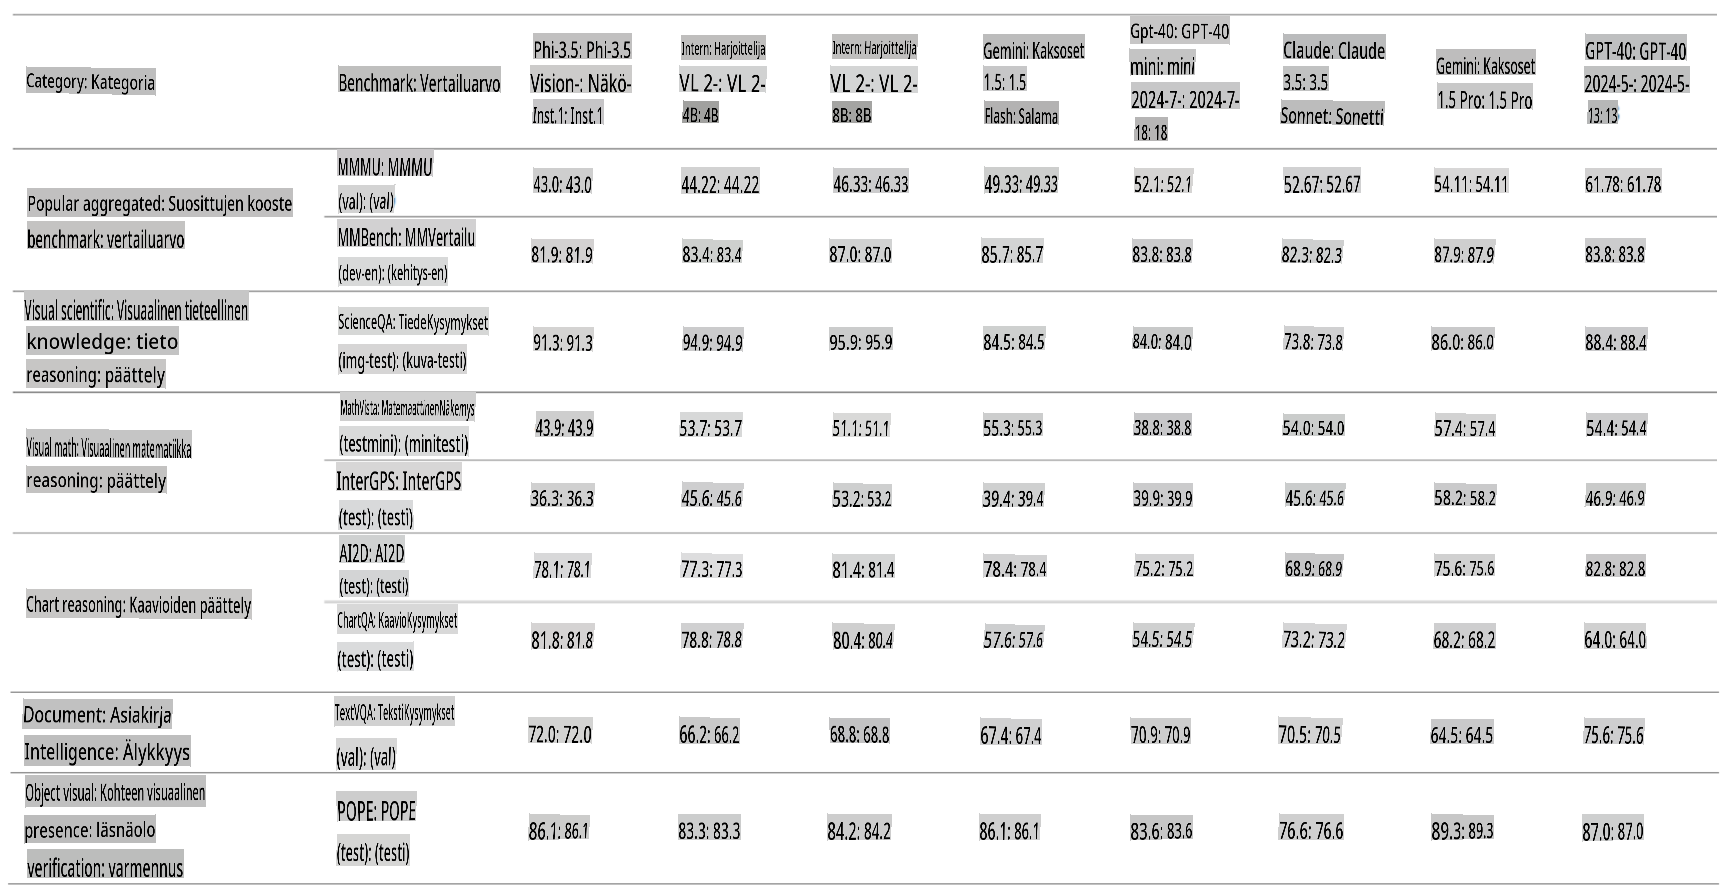 Category: Kategoria
Benchmark: Vertailuarvo
Phi-3.5: Phi-3.5
Vision-: Näkö-
Inst.1: Inst.1
Intern: Harjoittelija
VL 2-: VL 2-
4B: 4B
Intern: Harjoittelija
VL 2-: VL 2-
8B: 8B
Gemini: Kaksoset
1.5: 1.5
Flash: Salama
Gpt-40: GPT-40
mini: mini
2024-7-: 2024-7-
18: 18
Claude: Claude
3.5: 3.5
Sonnet: Sonetti
Gemini: Kaksoset
1.5 Pro: 1.5 Pro
GPT-40: GPT-40
2024-5-: 2024-5-
13: 13
Popular aggregated: Suosittujen kooste
benchmark: vertailuarvo
MMMU: MMMU
(val): (val)
43.0: 43.0
44.22: 44.22
46.33: 46.33
49.33: 49.33
52.1: 52.1
52.67: 52.67
54.11: 54.11
61.78: 61.78
MMBench: MMVertailu
(dev-en): (kehitys-en)
81.9: 81.9
83.4: 83.4
87.0: 87.0
85.7: 85.7
83.8: 83.8
82.3: 82.3
87.9: 87.9
83.8: 83.8
Visual scientific: Visuaalinen tieteellinen
knowledge: tieto
reasoning: päättely
ScienceQA: TiedeKysymykset
(img-test): (kuva-testi)
91.3: 91.3
94.9: 94.9
95.9: 95.9
84.5: 84.5
84.0: 84.0
73.8: 73.8
86.0: 86.0
88.4: 88.4
Visual math: Visuaalinen matematiikka
reasoning: päättely
MathVista: MatemaattinenNäkemys
(testmini): (minitesti)
43.9: 43.9
53.7: 53.7
51.1: 51.1
55.3: 55.3
38.8: 38.8
54.0: 54.0
57.4: 57.4
54.4: 54.4
InterGPS: InterGPS
(test): (testi)
36.3: 36.3
45.6: 45.6
53.2: 53.2
39.4: 39.4
39.9: 39.9
45.6: 45.6
58.2: 58.2
46.9: 46.9
Chart reasoning: Kaavioiden päättely
AI2D: AI2D
(test): (testi)
78.1: 78.1
77.3: 77.3
81.4: 81.4
78.4: 78.4
75.2: 75.2
68.9: 68.9
75.6: 75.6
82.8: 82.8
ChartQA: KaavioKysymykset
(test): (testi)
81.8: 81.8
78.8: 78.8
80.4: 80.4
57.6: 57.6
54.5: 54.5
73.2: 73.2
68.2: 68.2
64.0: 64.0
Document: Asiakirja
Intelligence: Älykkyys
TextVQA: TekstiKysymykset
(val): (val)
72.0: 72.0
66.2: 66.2
68.8: 68.8
67.4: 67.4
70.9: 70.9
70.5: 70.5
64.5: 64.5
75.6: 75.6
Object visual: Kohteen visuaalinen
presence: läsnäolo
verification: varmennus
POPE: POPE
(test): (testi)
86.1: 86.1
83.3: 83.3
84.2: 84.2
86.1: 86.1
83.6: 83.6
76.6: 76.6
89.3: 89.3
87.0: 87.0